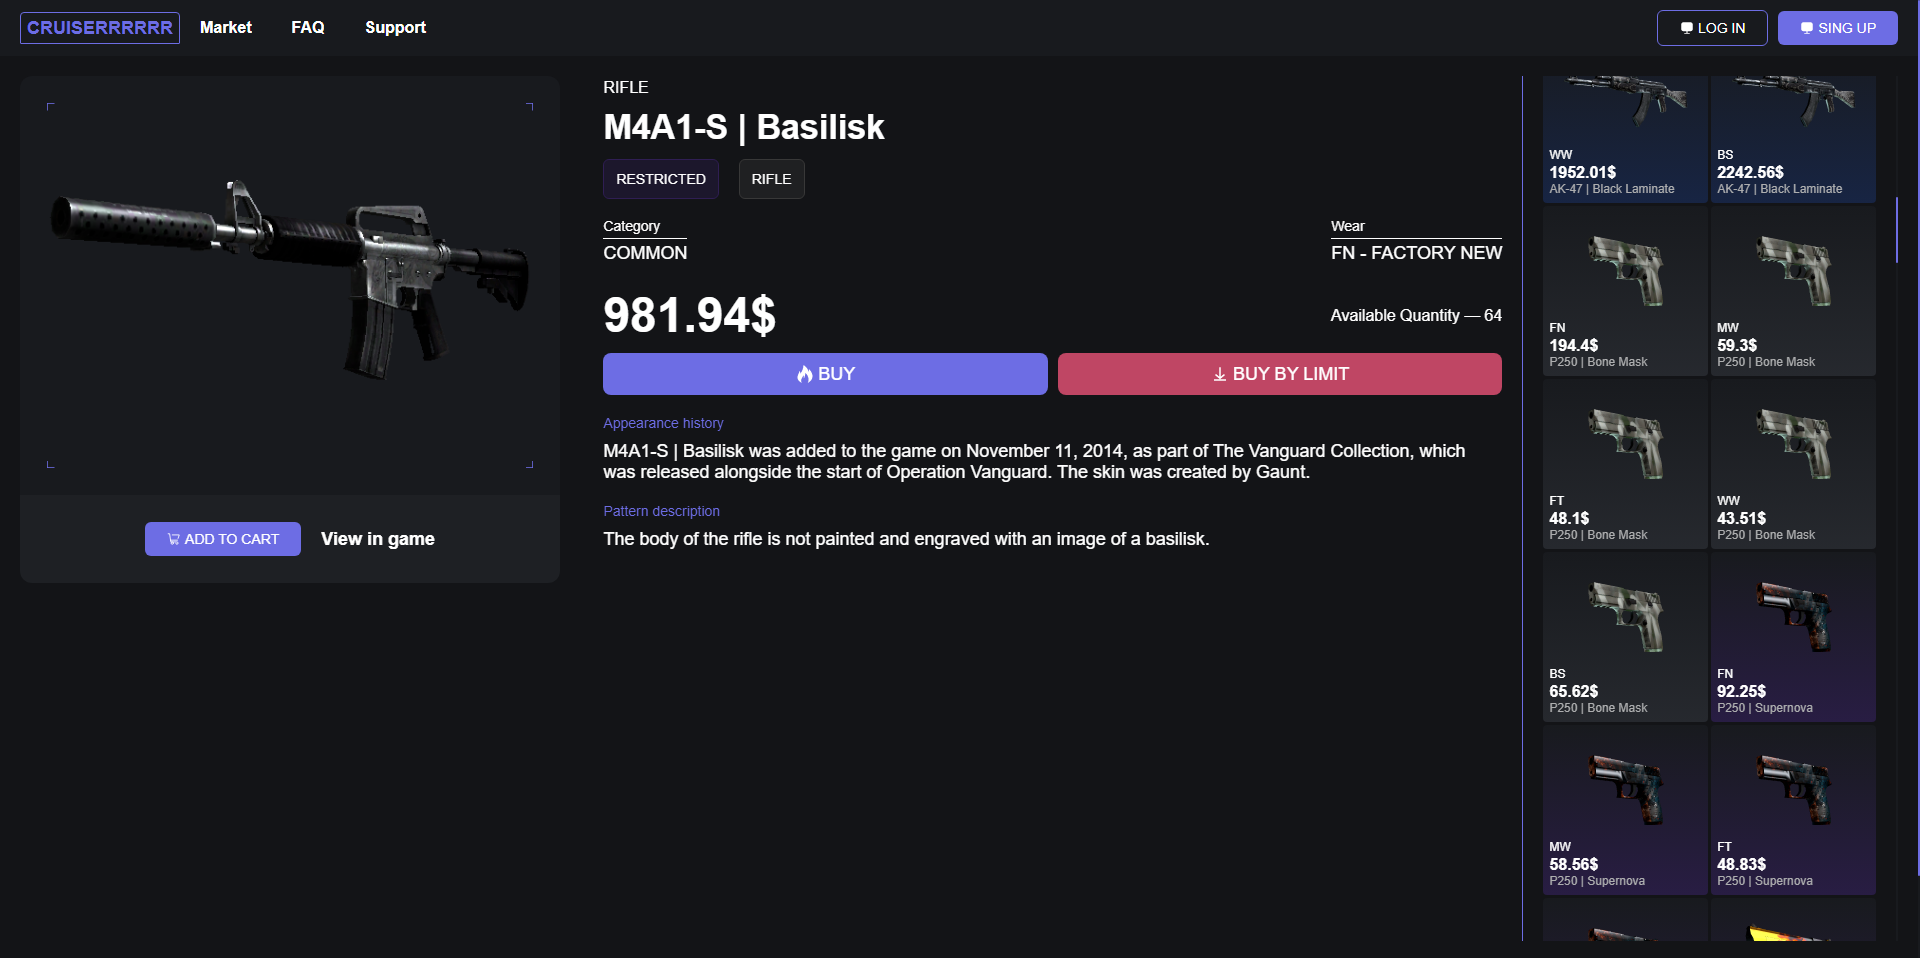 CRUISERRRRRR
Market
FAQ
Support
LOG IN
SING UP
RIFLE
M4A1-S | Basilisk
RESTRICTED
RIFLE
Category
COMMON
Wear
FN - FACTORY NEW
981.94$
Available Quantity — 64
BUY
BUY BY LIMIT
Appearance history
M4A1-S | Basilisk was added to the game on November 11, 2014, as part of The Vanguard Collection, which
was released alongside the start of Operation Vanguard. The skin was created by Gaunt.
Pattern description
The body of the rifle is not painted and engraved with an image of a basilisk.
ADD TO CART
View in game
WW
1952.01$
AK-47 | Black Laminate
BS
2242.56$
AK-47 | Black Laminate
FN
194.4$
P250 | Bone Mask
MW
59.3$
P250 | Bone Mask
FT
48.1$
P250 | Bone Mask
WW
43.51$
P250 | Bone Mask
BS
65.62$
P250 | Bone Mask
FN
92.25$
P250 | Supernova
MW
58.56$
P250 | Supernova
FT
48.83$
P250 | Supernova